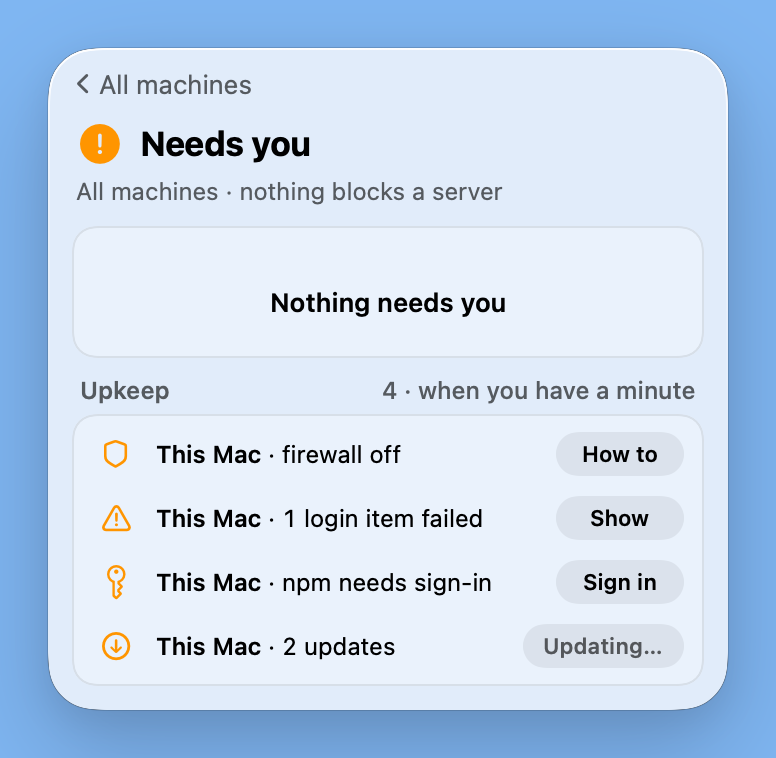 All machines
Needs you
All machines · nothing blocks a server
Nothing needs you
Upkeep 4 · when you have a minute
This Mac · firewall off How to
This Mac · 1 login item failed Show
This Mac · npm needs sign-in Sign in
This Mac · 2 updates Updating...